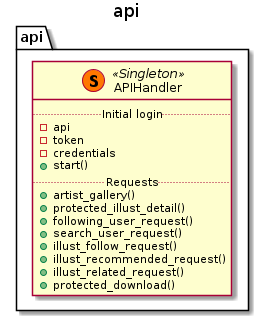 api
api
S
«Singleton»
APIHandler
Initial login
api
token
credentials
start()
Requests
artist_gallery()
protected_illust_detail()
following_user_request()
search_user_request()
illust_follow_request()
illust_recommended_request()
illust_related_request()
protected_download()